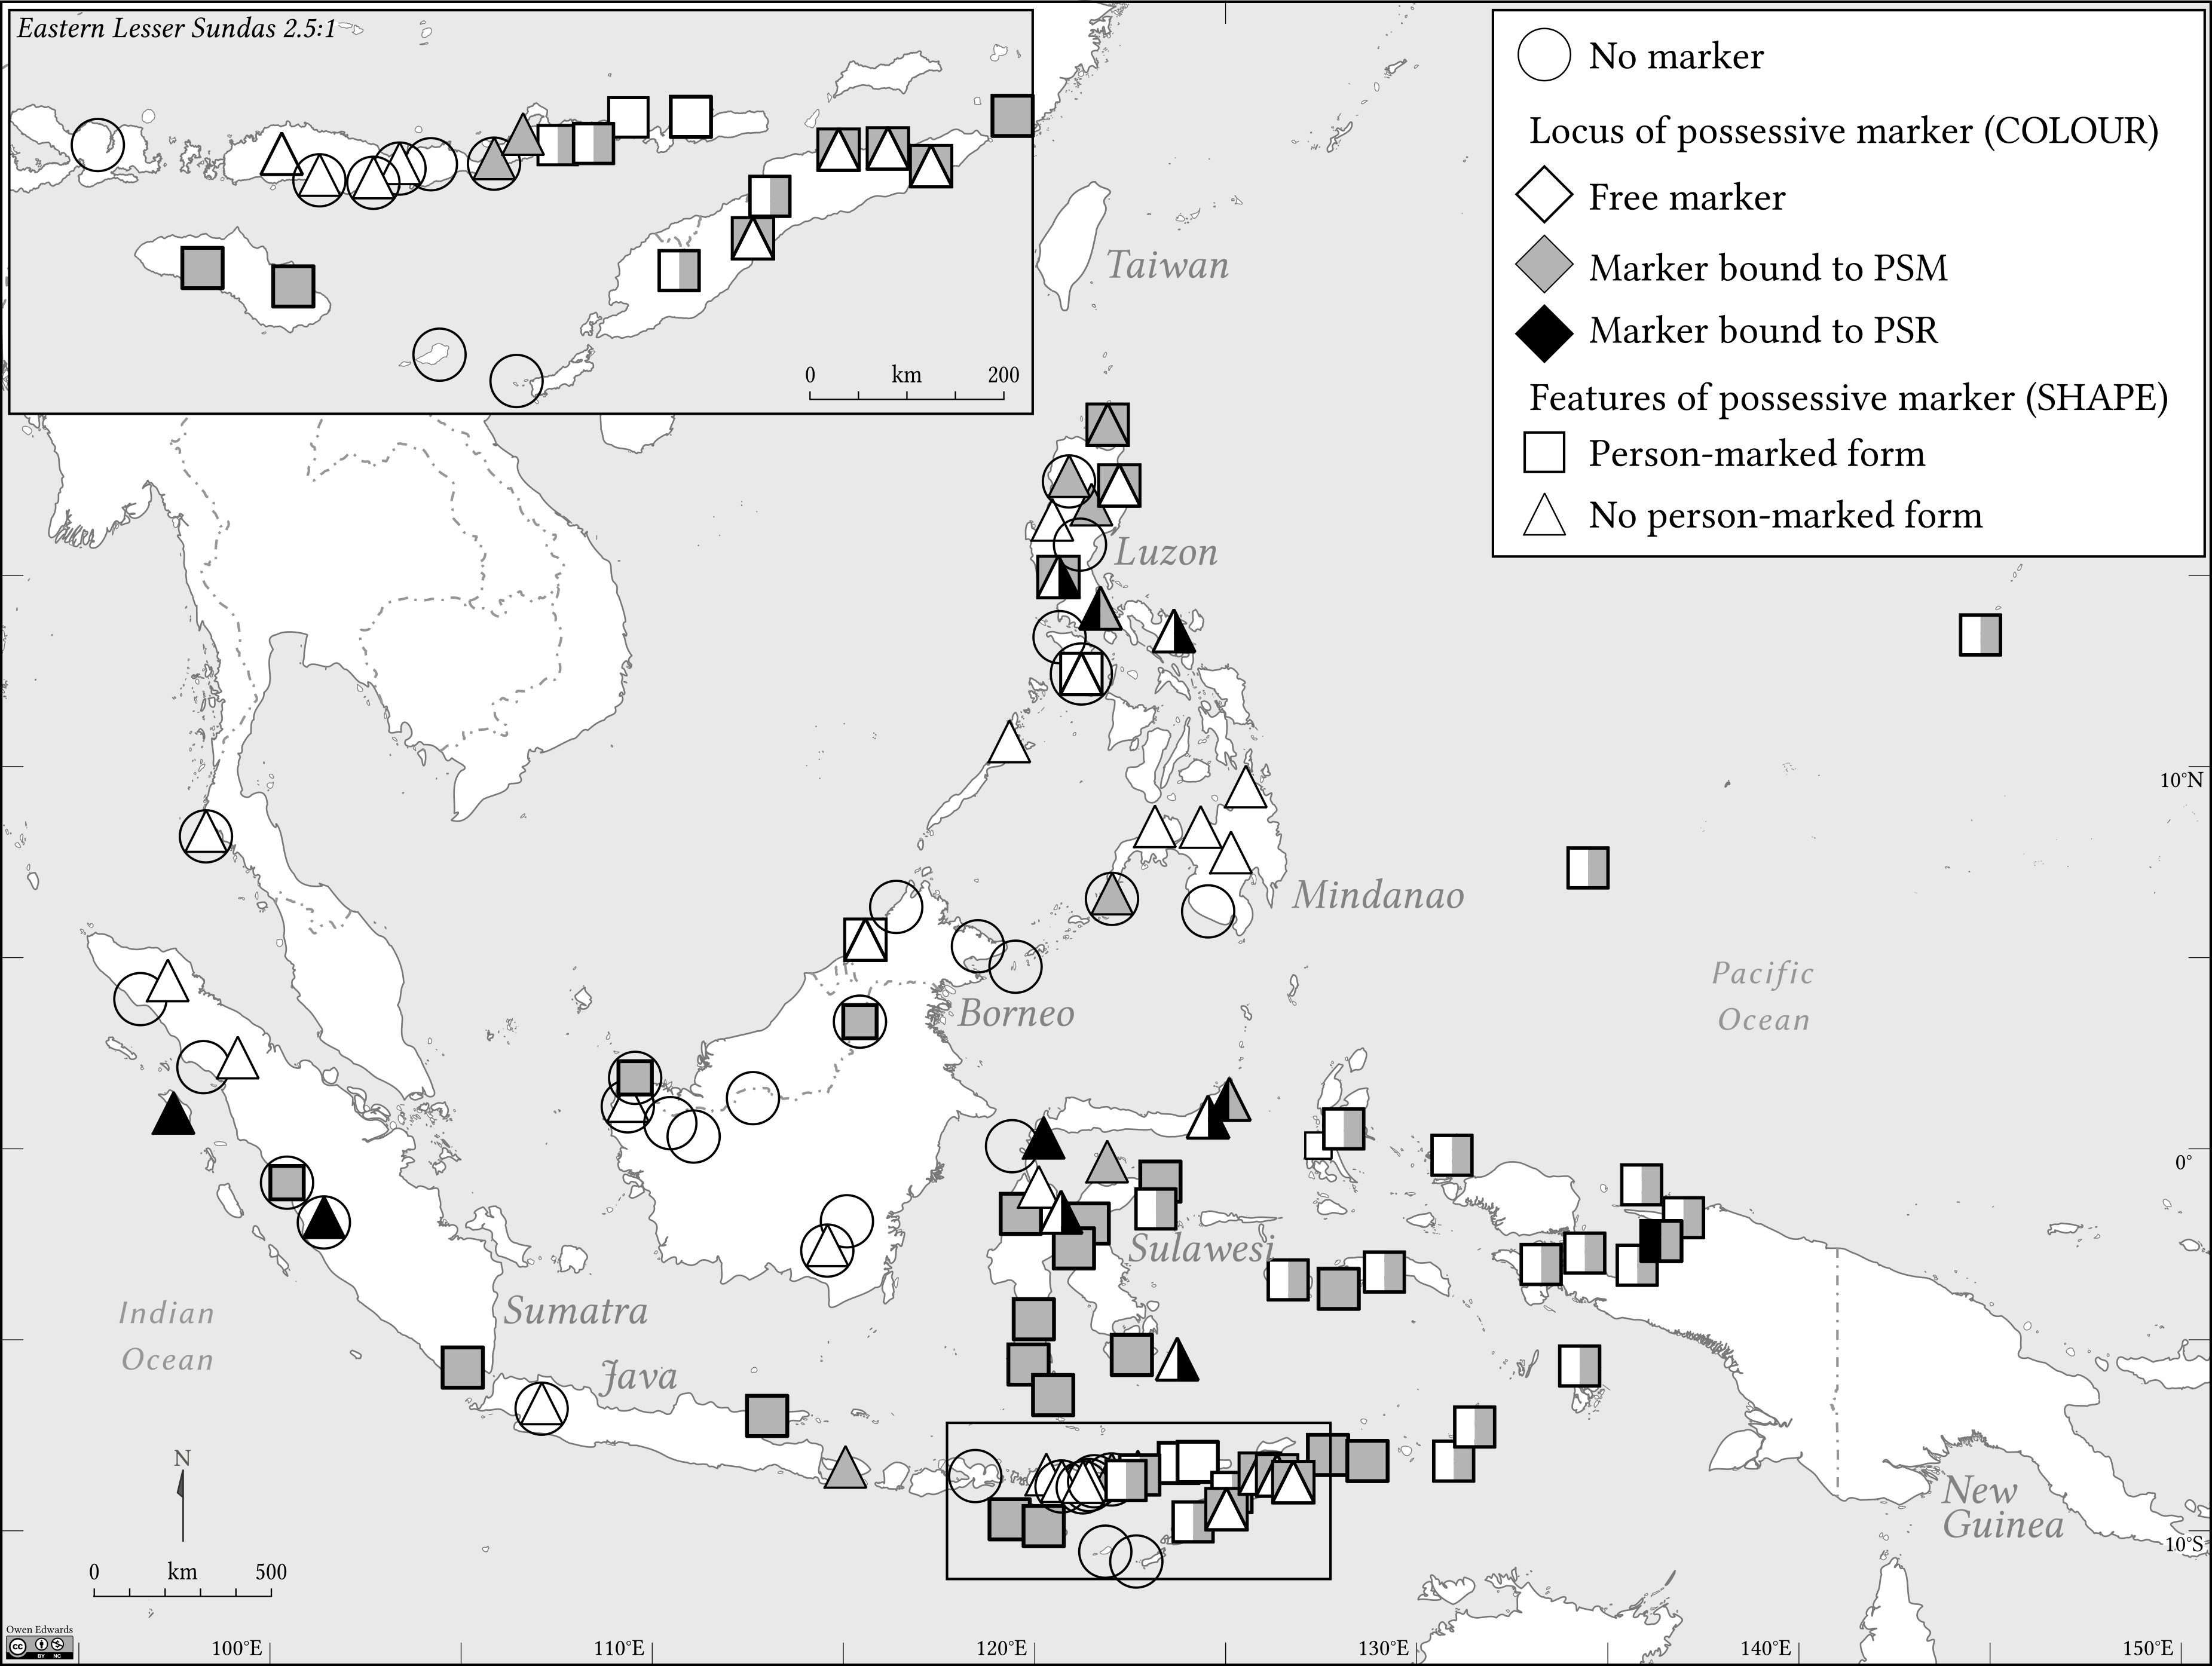 Eastern Lesser Sundas 2.5:1
0 km 200
No marker
Locus of possessive marker (COLOUR)
Free marker
Marker bound to PSM
Marker bound to PSR
Features of possessive marker (SHAPE)
Person-marked form
No person-marked form
Taiwan
Luzon
10°N
Mindanao
Pacific
Ocean
Borneo
0°
Sulawesi
Indian
Ocean
Sumatra
Java
N
New
Guinea
10°S
0 km 500
Owen Edwards
cc BY NC
100°E
110°E
120°E
130°E
140°E
150°E